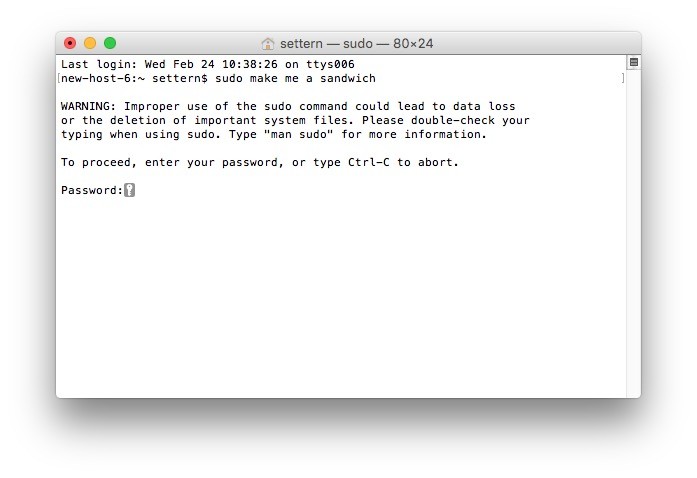 settern — sudo — 80×24
Last login: Wed Feb 24 10:38:26 on ttys006
[new-host-6:~ settern$ sudo make me a sandwich ]
WARNING: Improper use of the sudo command could lead to data loss
or the deletion of important system files. Please double-check your
typing when using sudo. Type "man sudo" for more information.
To proceed, enter your password, or type Ctrl-C to abort.
Password: